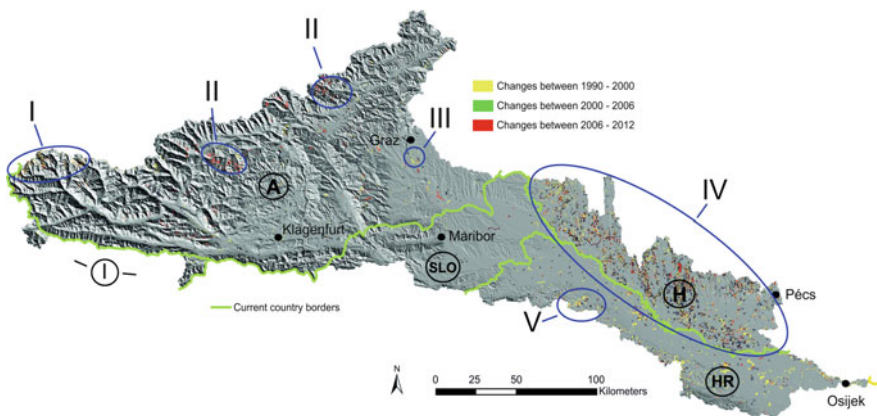 II
I
II
Changes between 1990 - 2000
Changes between 2000 - 2006
Changes between 2006 - 2012
Graz
III
IV
A
Klagenfurt
Maribor
I
SLO
H
Pécs
Current country borders
V
N
HR
0 25 50 100
Kilometers
Osijek